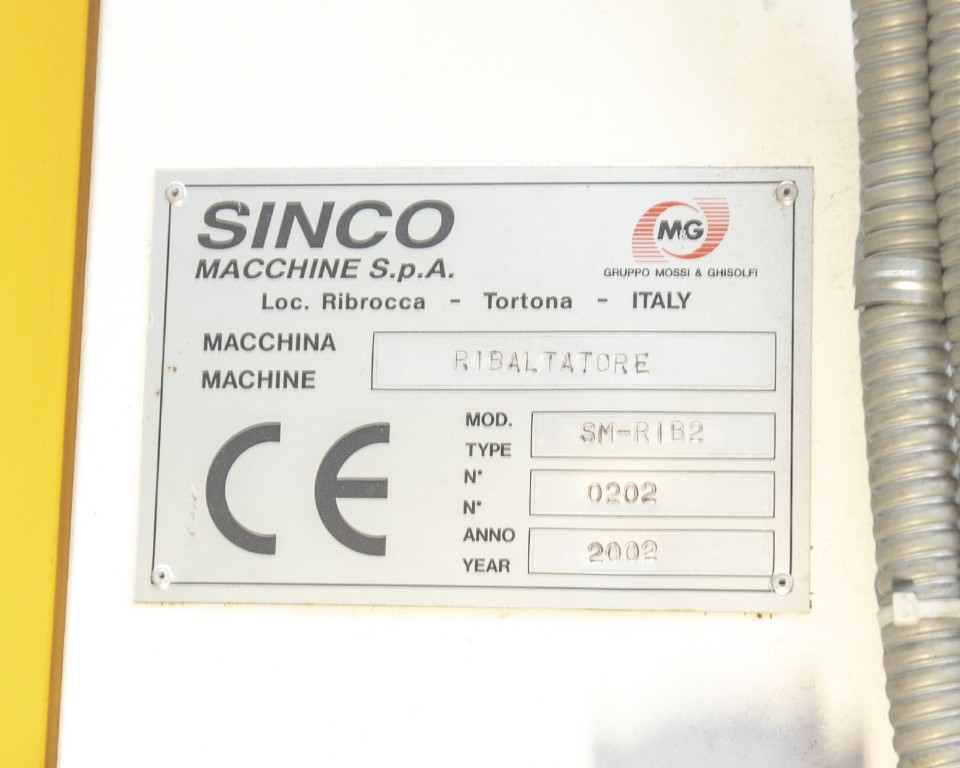 SINCO
MACCHINE S.p.A.
M&G
GRUPPO MOSSI & GHISOLFI
Loc. Ribrocca - Tortona - ITALY
MACCHINA
MACHINE
RIBALTATORE
CE
MOD.
TYPE
SM-RIB2
N°
N°
0202
ANNO
YEAR
2002